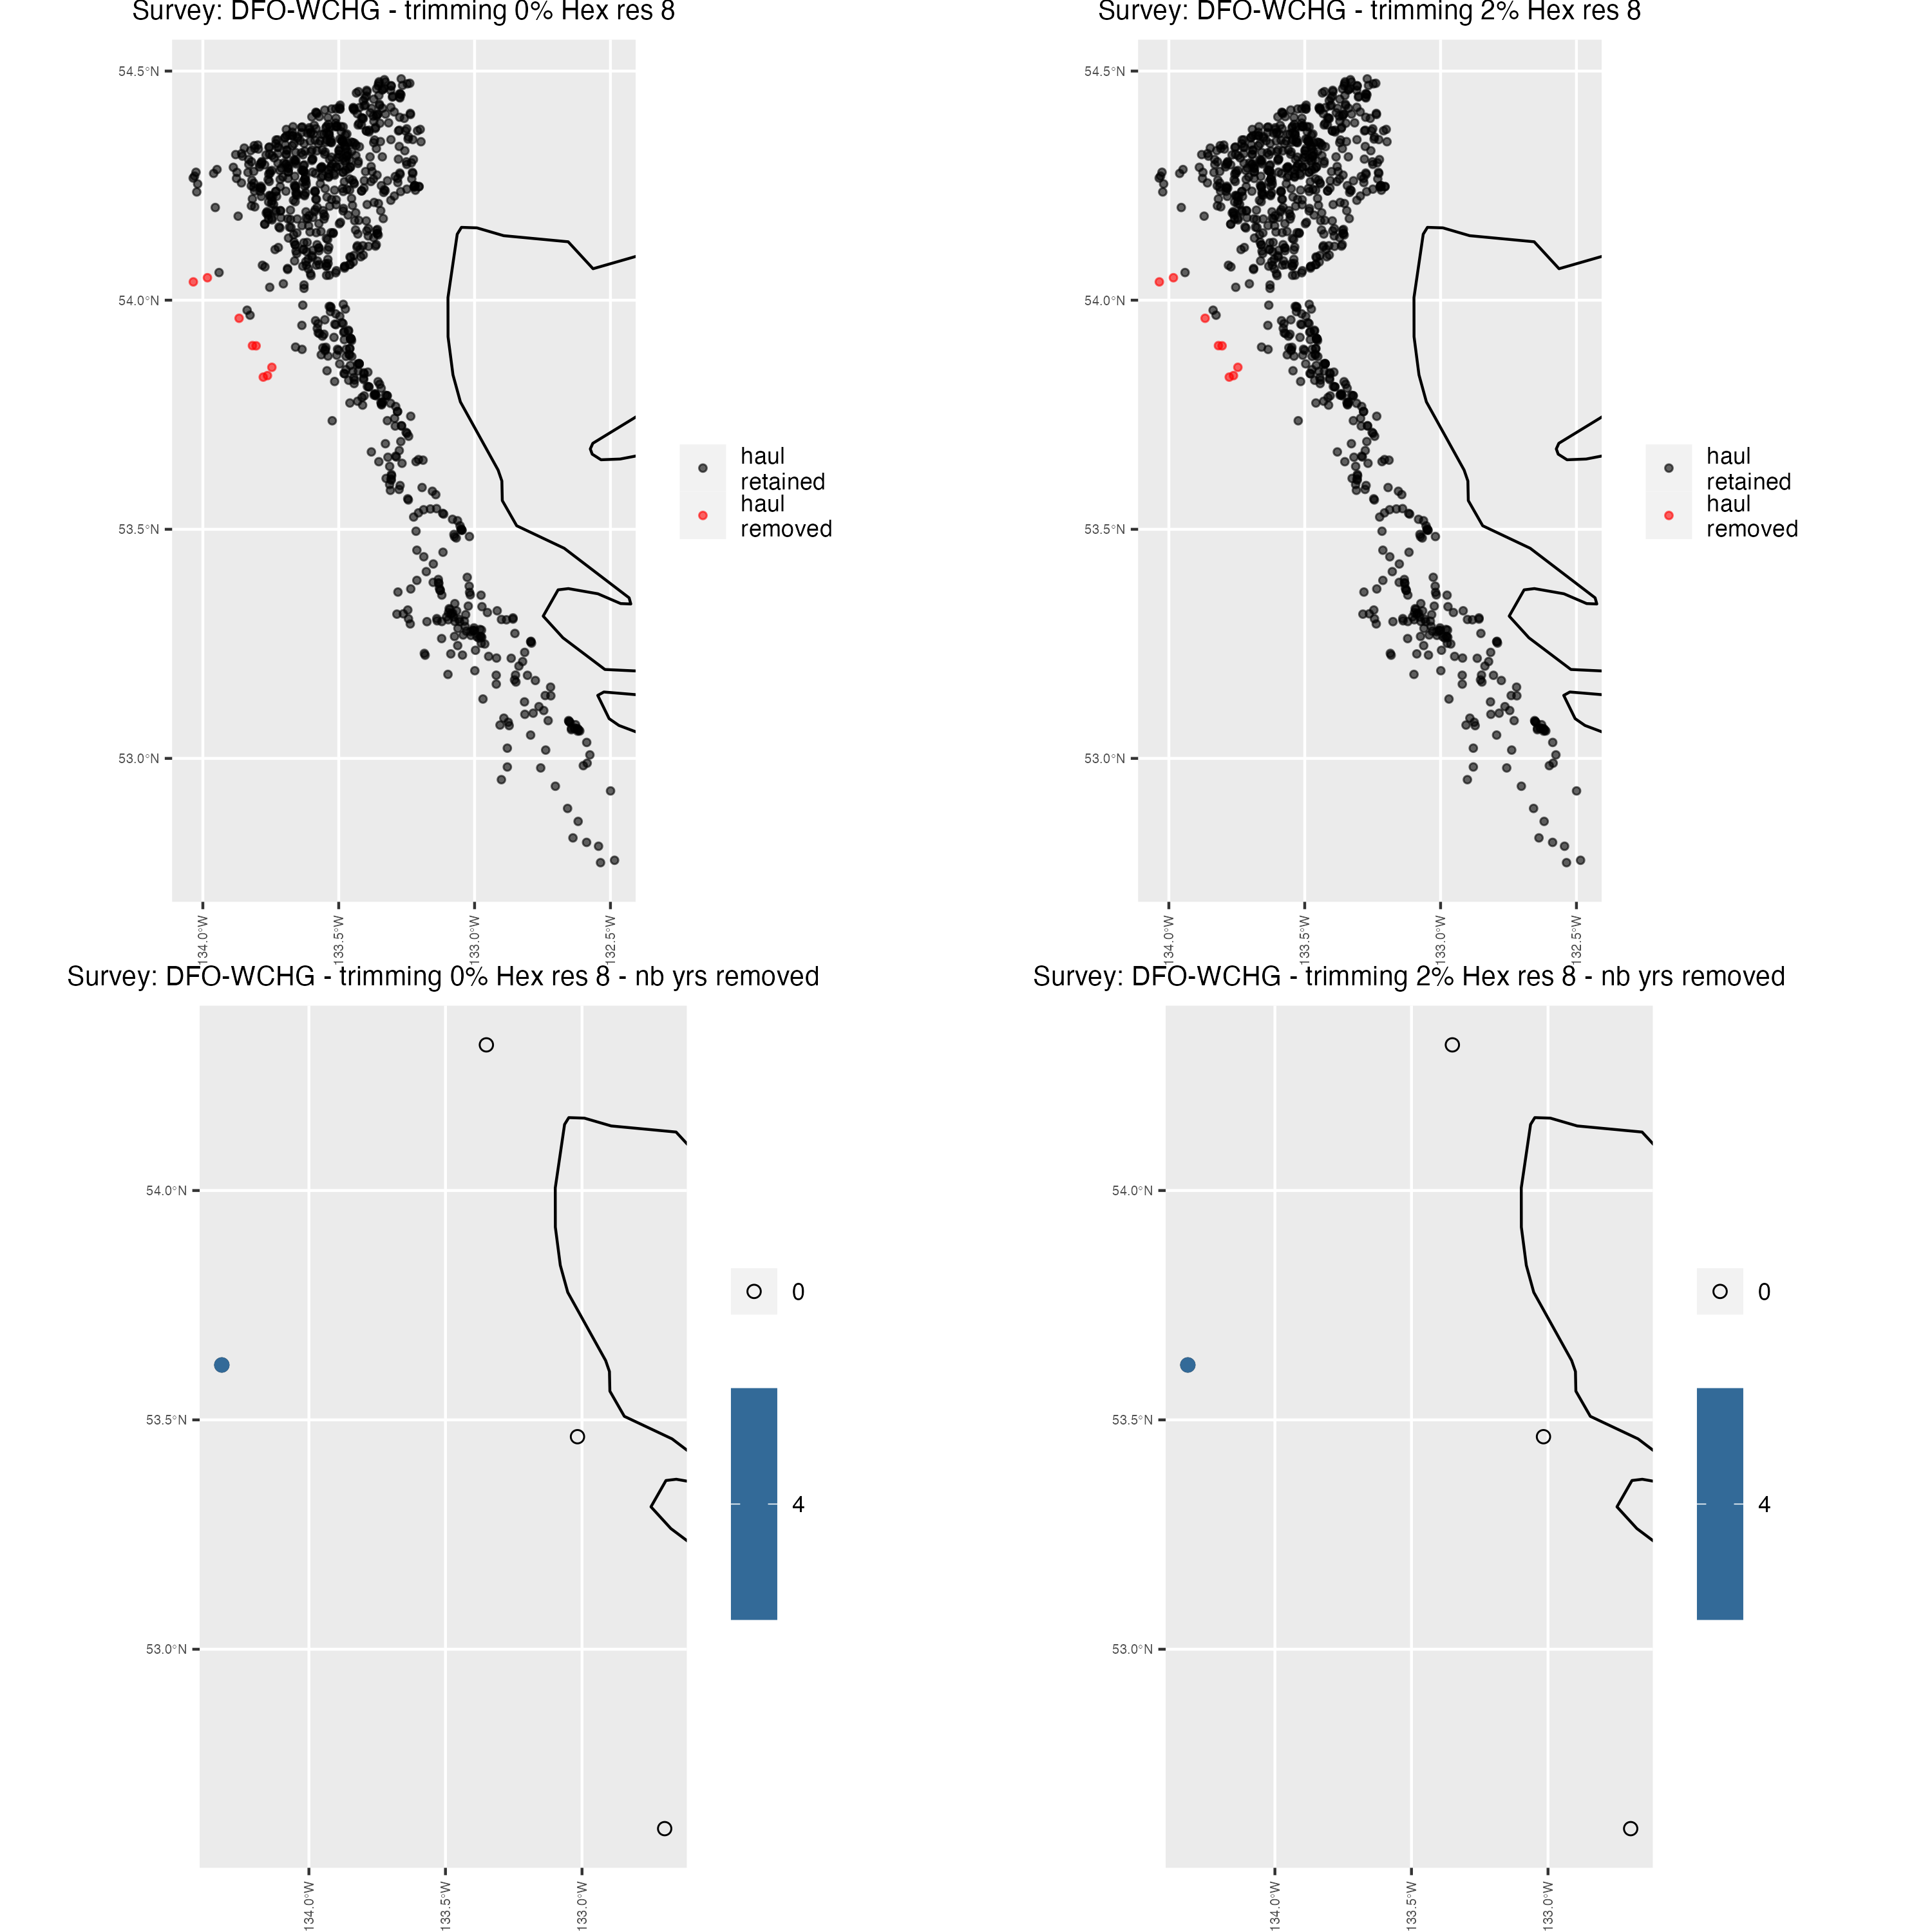 Survey: DFO-WCHG - trimming 0% Hex res 8
54.5°N
54.0°N
53.5°N
53.0°N
134.0°W
133.5°W
133.0°W
132.5°W
haul
retained
haul
removed
Survey: DFO-WCHG - trimming 2% Hex res 8
54.5°N
54.0°N
53.5°N
53.0°N
134.0°W
133.5°W
133.0°W
132.5°W
haul
retained
haul
removed
Survey: DFO-WCHG - trimming 0% Hex res 8 - nb yrs removed
54.0°N
53.5°N
53.0°N
134.0°W
133.5°W
133.0°W
0
4
Survey: DFO-WCHG - trimming 2% Hex res 8 - nb yrs removed
54.0°N
53.5°N
53.0°N
134.0°W
133.5°W
133.0°W
0
4